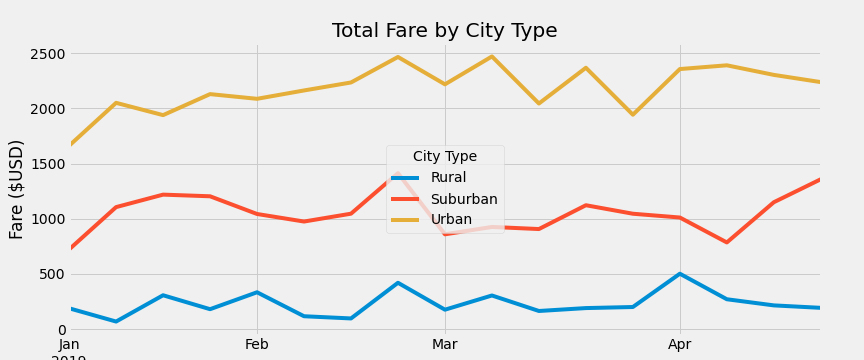 Total Fare by City Type
Fare ($USD)
2500
2000
1500
1000
500
0
City Type
Rural
Suburban
Urban
Jan
Feb
Mar
Apr
2019